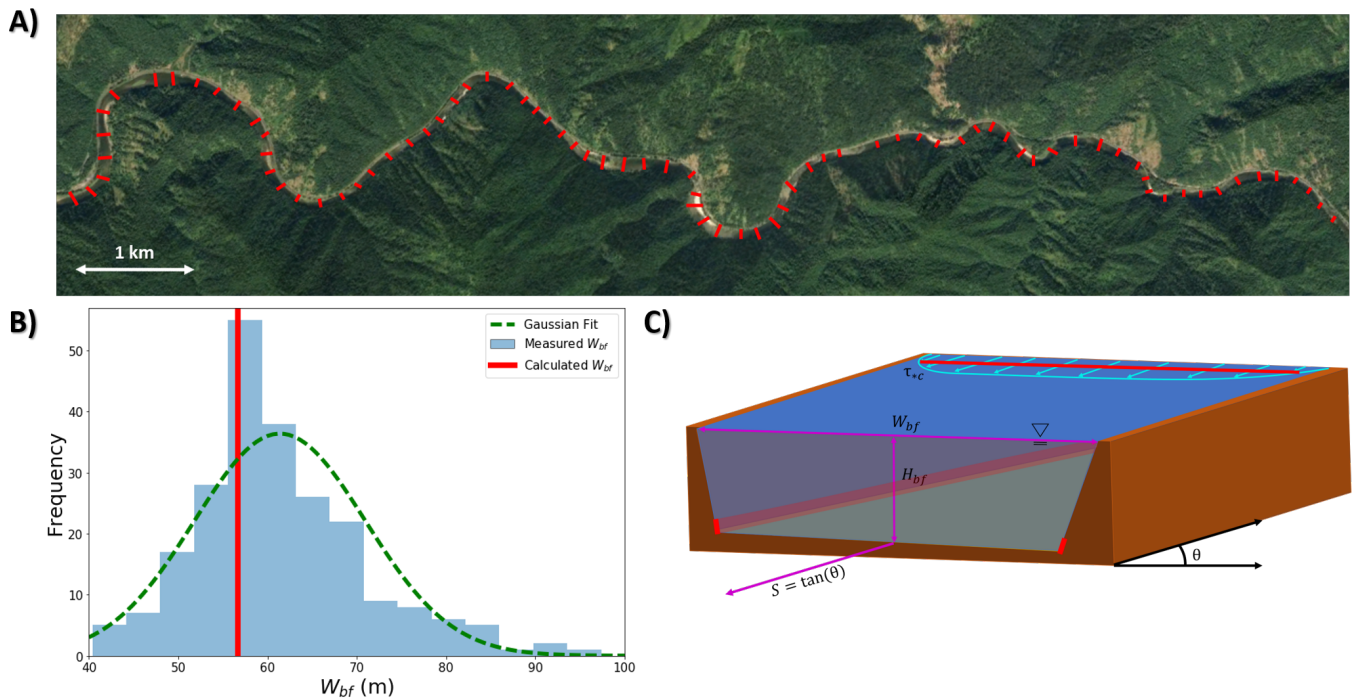 A)
1 km
B)
Frequency
50
40
30
20
10
0
40 50 60 70 80 90 100
W_bf (m)
Gaussian Fit
Measured W_bf
Calculated W_bf
C)
τ_*c
W_bf
H_bf
S = tan(θ)
θ